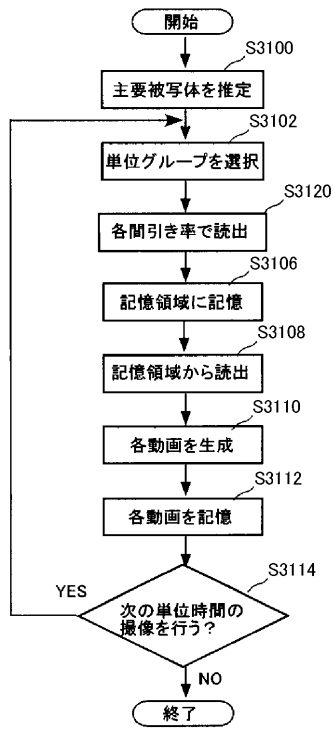 開始
S3100
主要被写体を推定
S3102
単位グループを選択
S3120
各間引き率で読出
S3106
記憶領域に記憶
S3108
記憶領域から読出
S3110
各動画を生成
S3112
各動画を記憶
S3114
YES
次の単位時間の
撮像を行う?
NO
終了